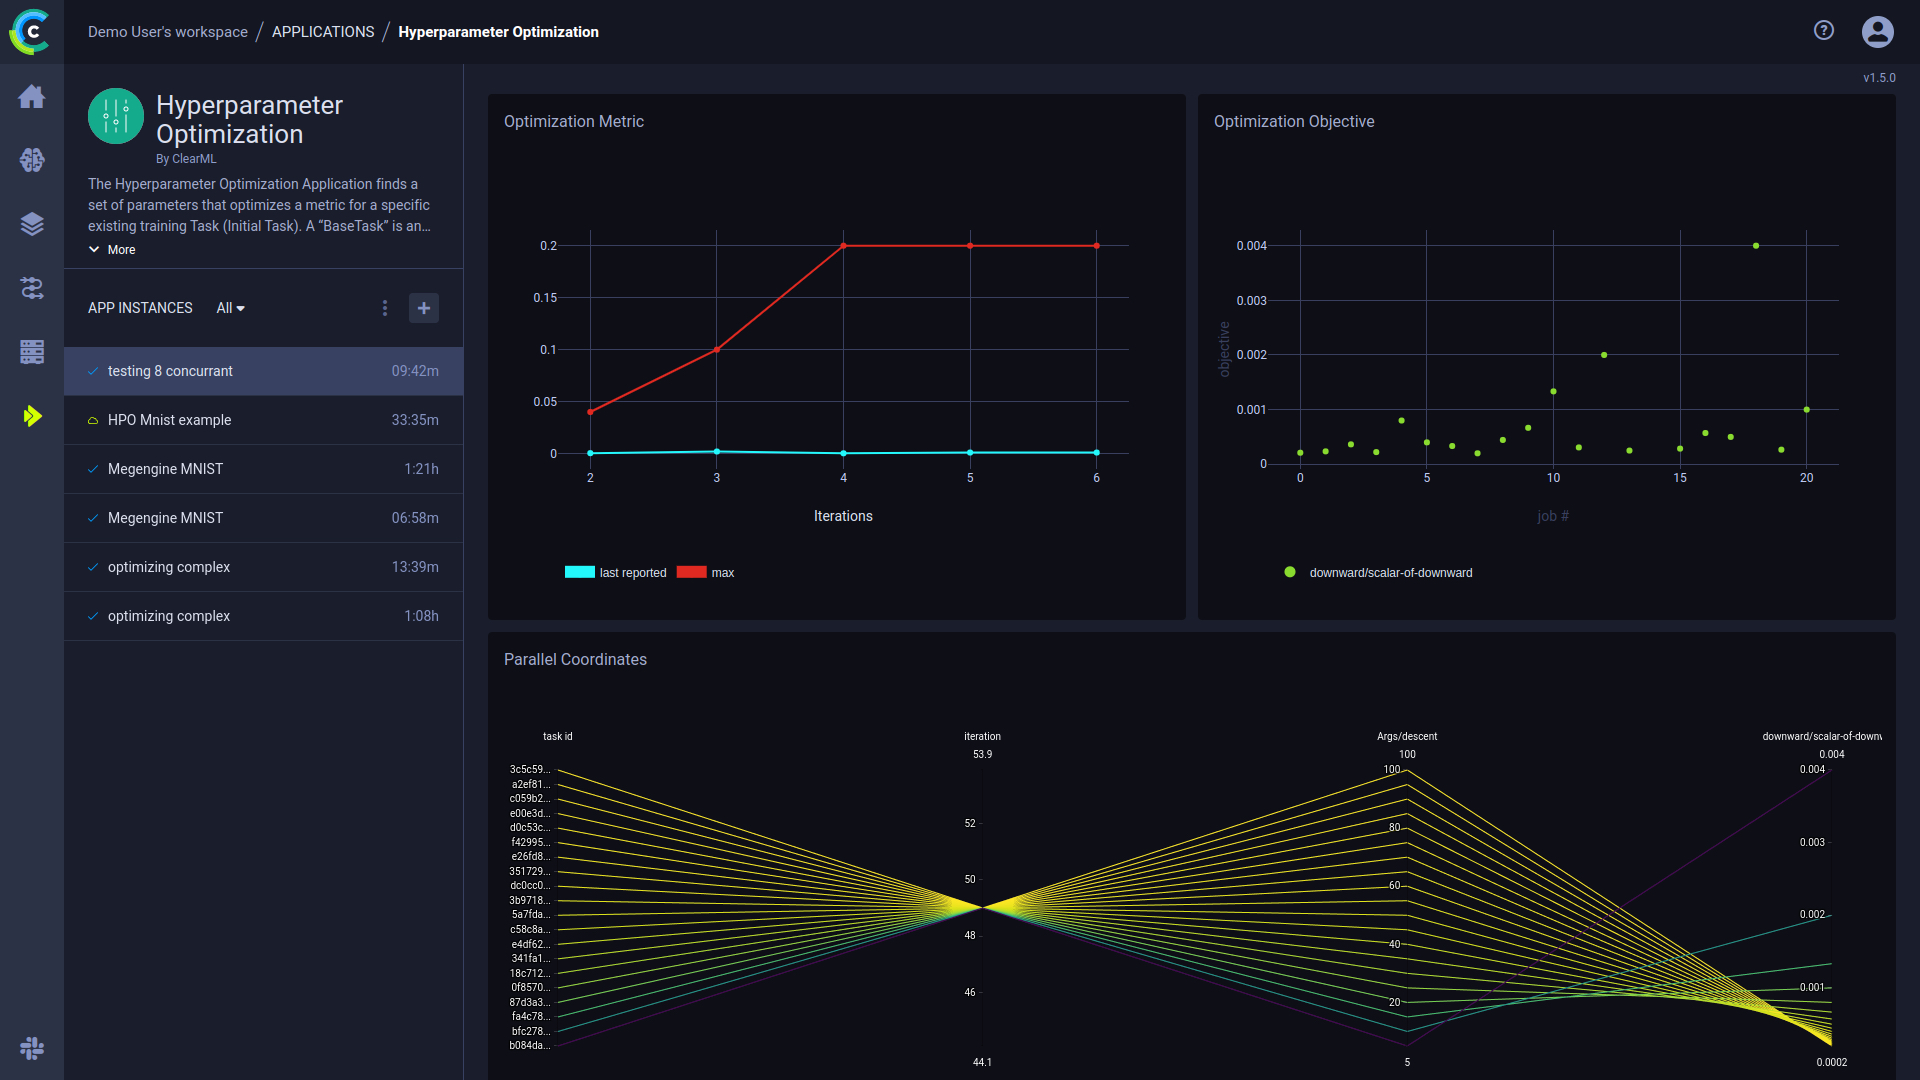 Demo User's workspace / APPLICATIONS / Hyperparameter Optimization
v1.5.0
Hyperparameter
Optimization
By ClearML
The Hyperparameter Optimization Application finds a
set of parameters that optimizes a metric for a specific
existing training Task (Initial Task). A “BaseTask” is an...
More
APP INSTANCES All
testing 8 concurrant 09:42m
HPO Mnist example 33:35m
Megengine MNIST 1:21h
Megengine MNIST 06:58m
optimizing complex 13:39m
optimizing complex 1:08h
Optimization Metric
0.2
0.15
0.1
0.05
0
2 3 4 5 6
Iterations
last reported max
Optimization Objective
0.004
0.003
0.002
0.001
0
objective
0 5 10 15 20
job #
downward/scalar-of-downward
Parallel Coordinates
task id
3c5c59...
a2ef81...
c059b2...
e00e3d...
d0c53c...
f42995...
e26fd8...
351729...
dc0cc0...
3b9718...
5a7fda...
c58c8a...
e4df62...
341fa1...
18c712...
0f8570...
87d3a3...
fa4c78...
bfc278...
b084da...
iteration
53.9
52
50
48
46
44.1
Args/descent
100
100
80
60
40
20
5
downward/scalar-of-downw
0.004
0.004
0.003
0.002
0.001
0.0002